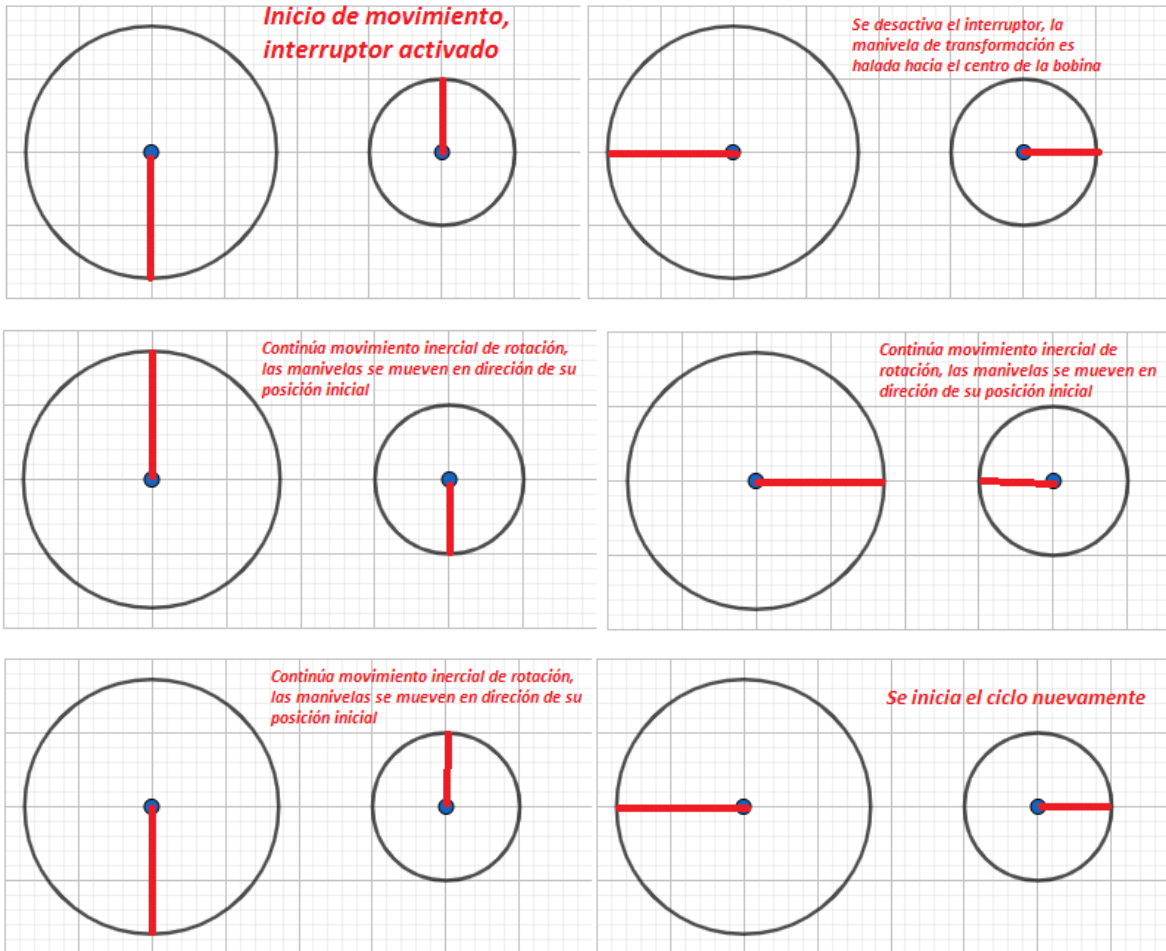 Inicio de movimiento,
interruptor activado
Se desactiva el interruptor, la
manivela de transformación es
halada hacia el centro de la bobina
Continúa movimiento inercial de rotación,
las manivelas se mueven en direción de su
posición inicial
Continúa movimiento inercial de
rotación, las manivelas se mueven en
direción de su posición inicial
Continúa movimiento inercial de rotación,
las manivelas se mueven en direción de su
posición inicial
Se inicia el ciclo nuevamente